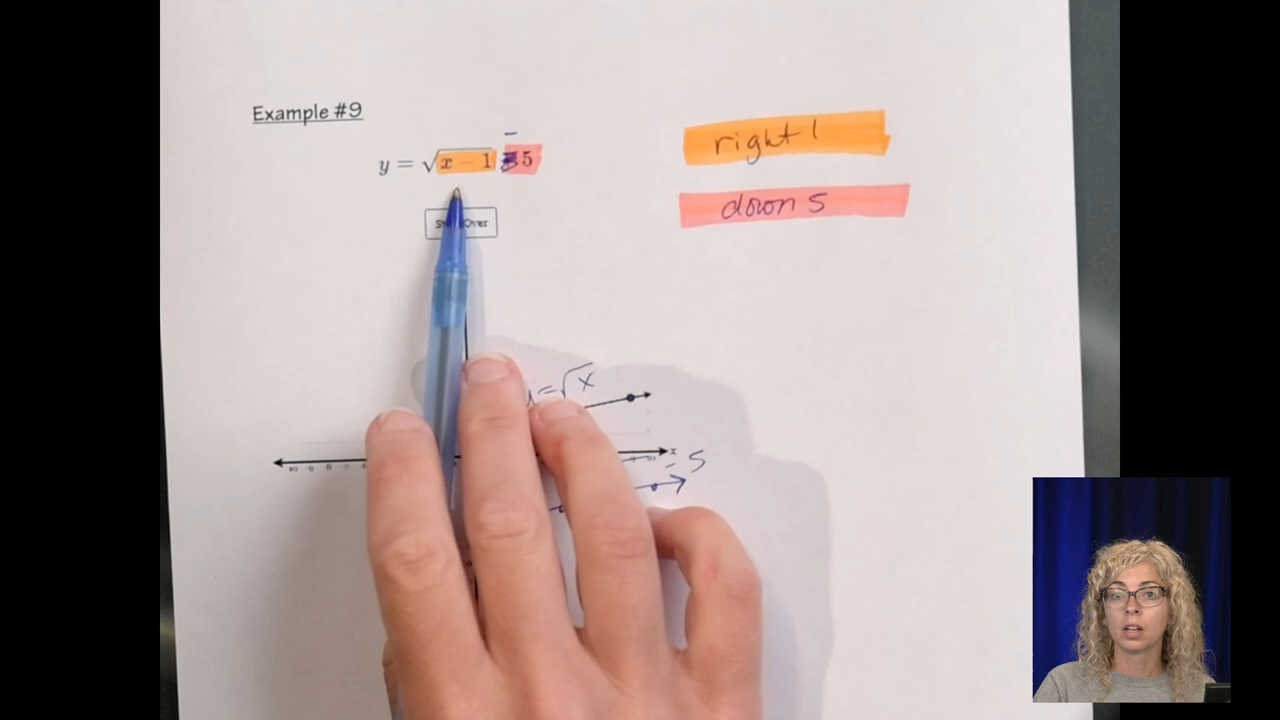 Example #9
right 1
y = √x − 1 − 5
down 5
y = √x
x
- 5